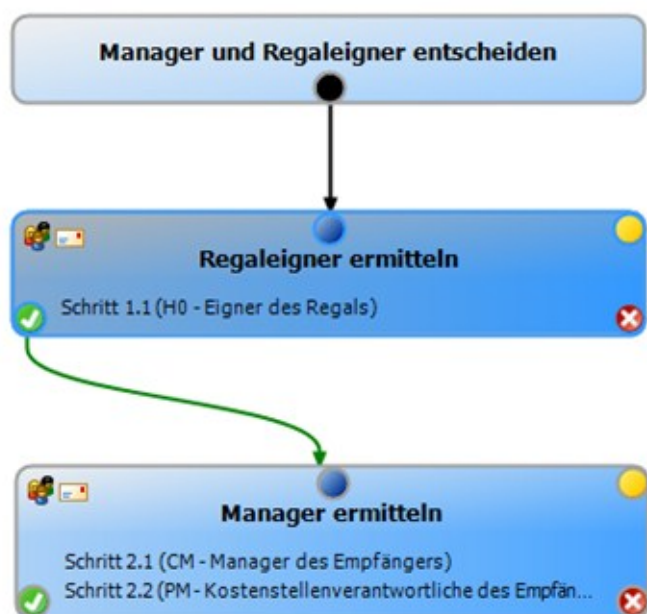 Manager und Regaleigner entscheiden
Regaleigner ermitteln
Schritt 1.1 (H0 - Eigner des Regals)
Manager ermitteln
Schritt 2.1 (CM - Manager des Empfängers)
Schritt 2.2 (PM - Kostenstellenverantwortliche des Empfän...